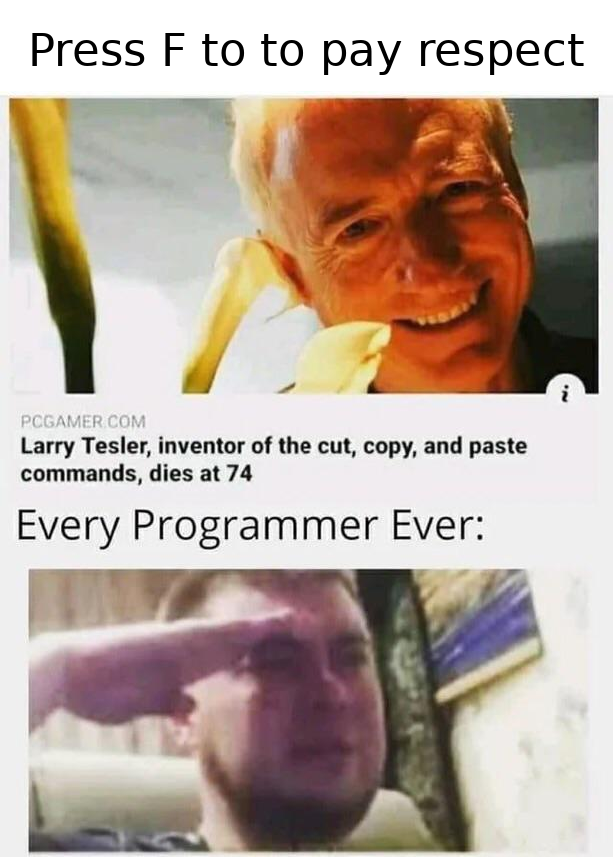 Press F to to pay respect
i
PCGAMER.COM
Larry Tesler, inventor of the cut, copy, and paste
commands, dies at 74
Every Programmer Ever: